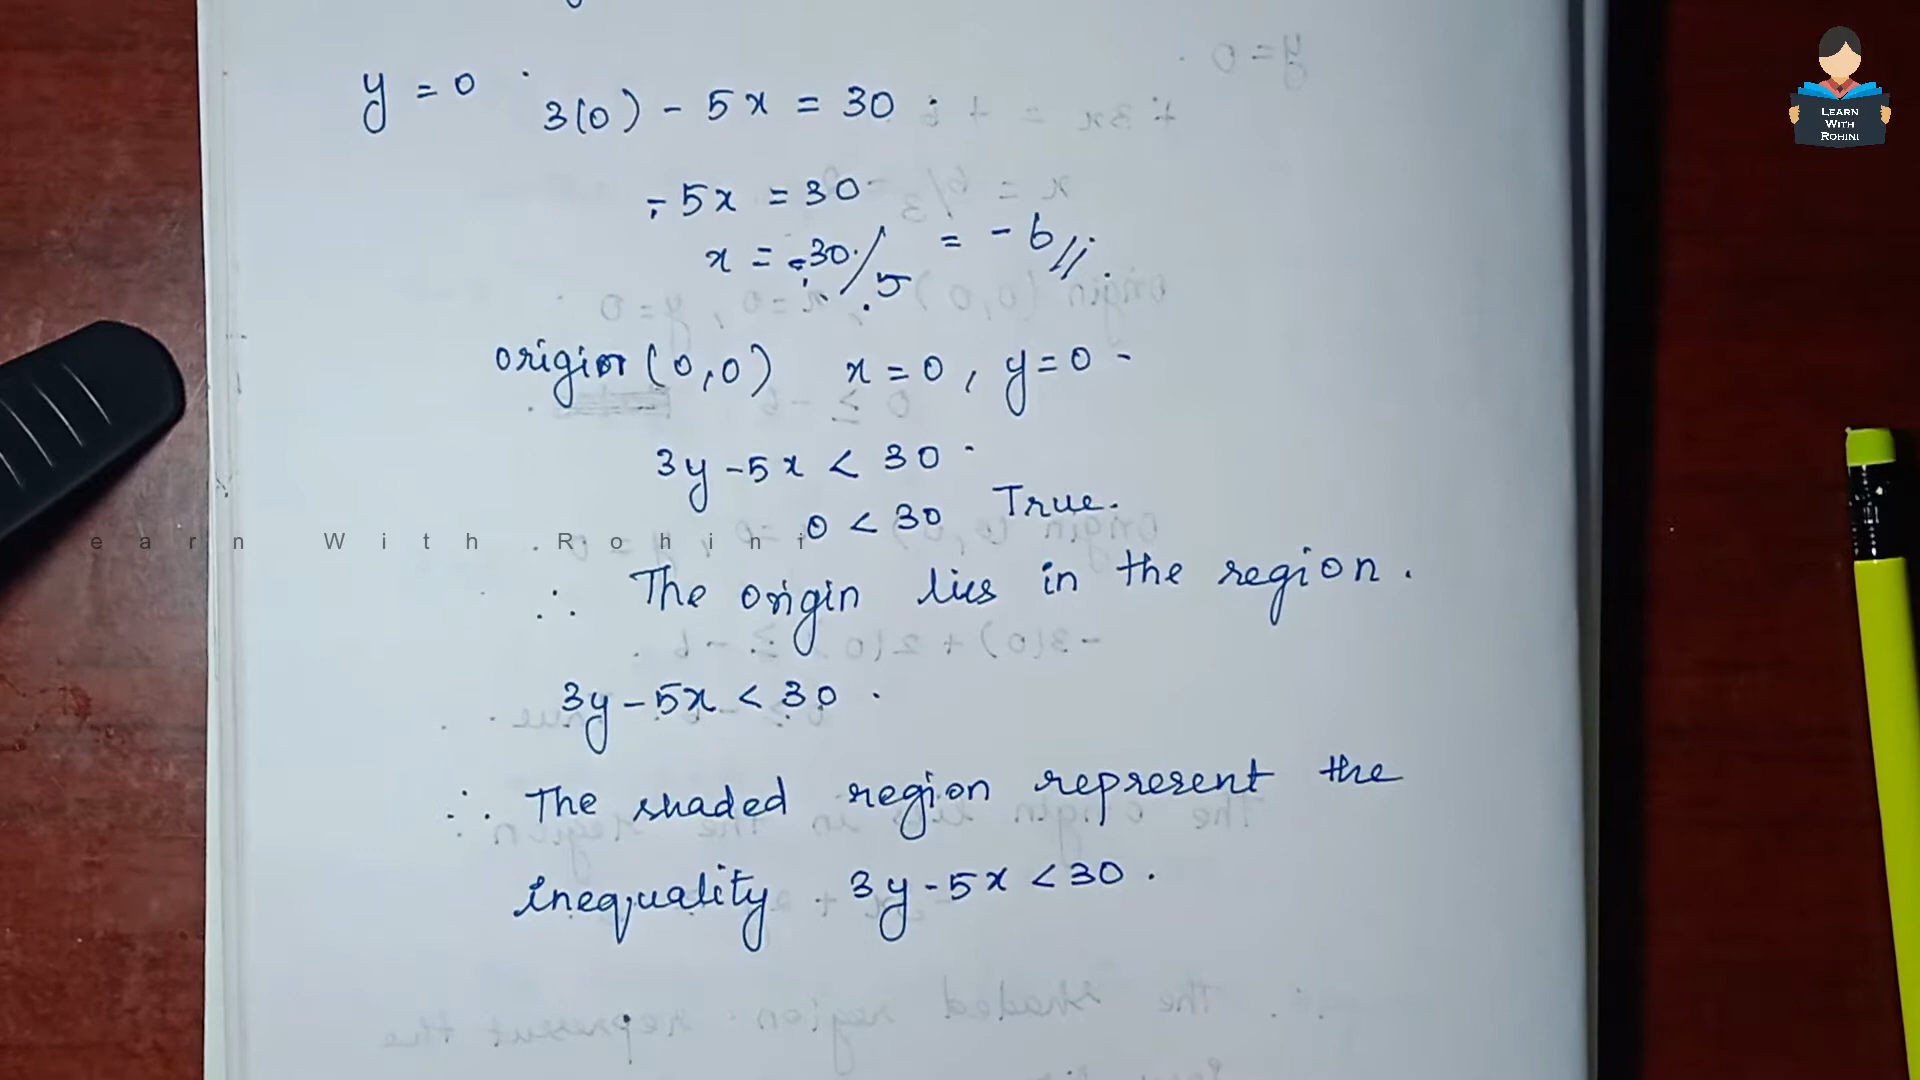 y = 0 3(0) - 5x = 30
LEARN
WITH
ROHINI
- 5x = 30
x = -30/5 = -6//
origin (0,0) x = 0, y = 0
3y - 5x < 30
0 < 30 True.
earn With Rohini
∴ The origin lies in the region.
3y - 5x < 30.
∴ The shaded region represent the
inequality 3y - 5x < 30.